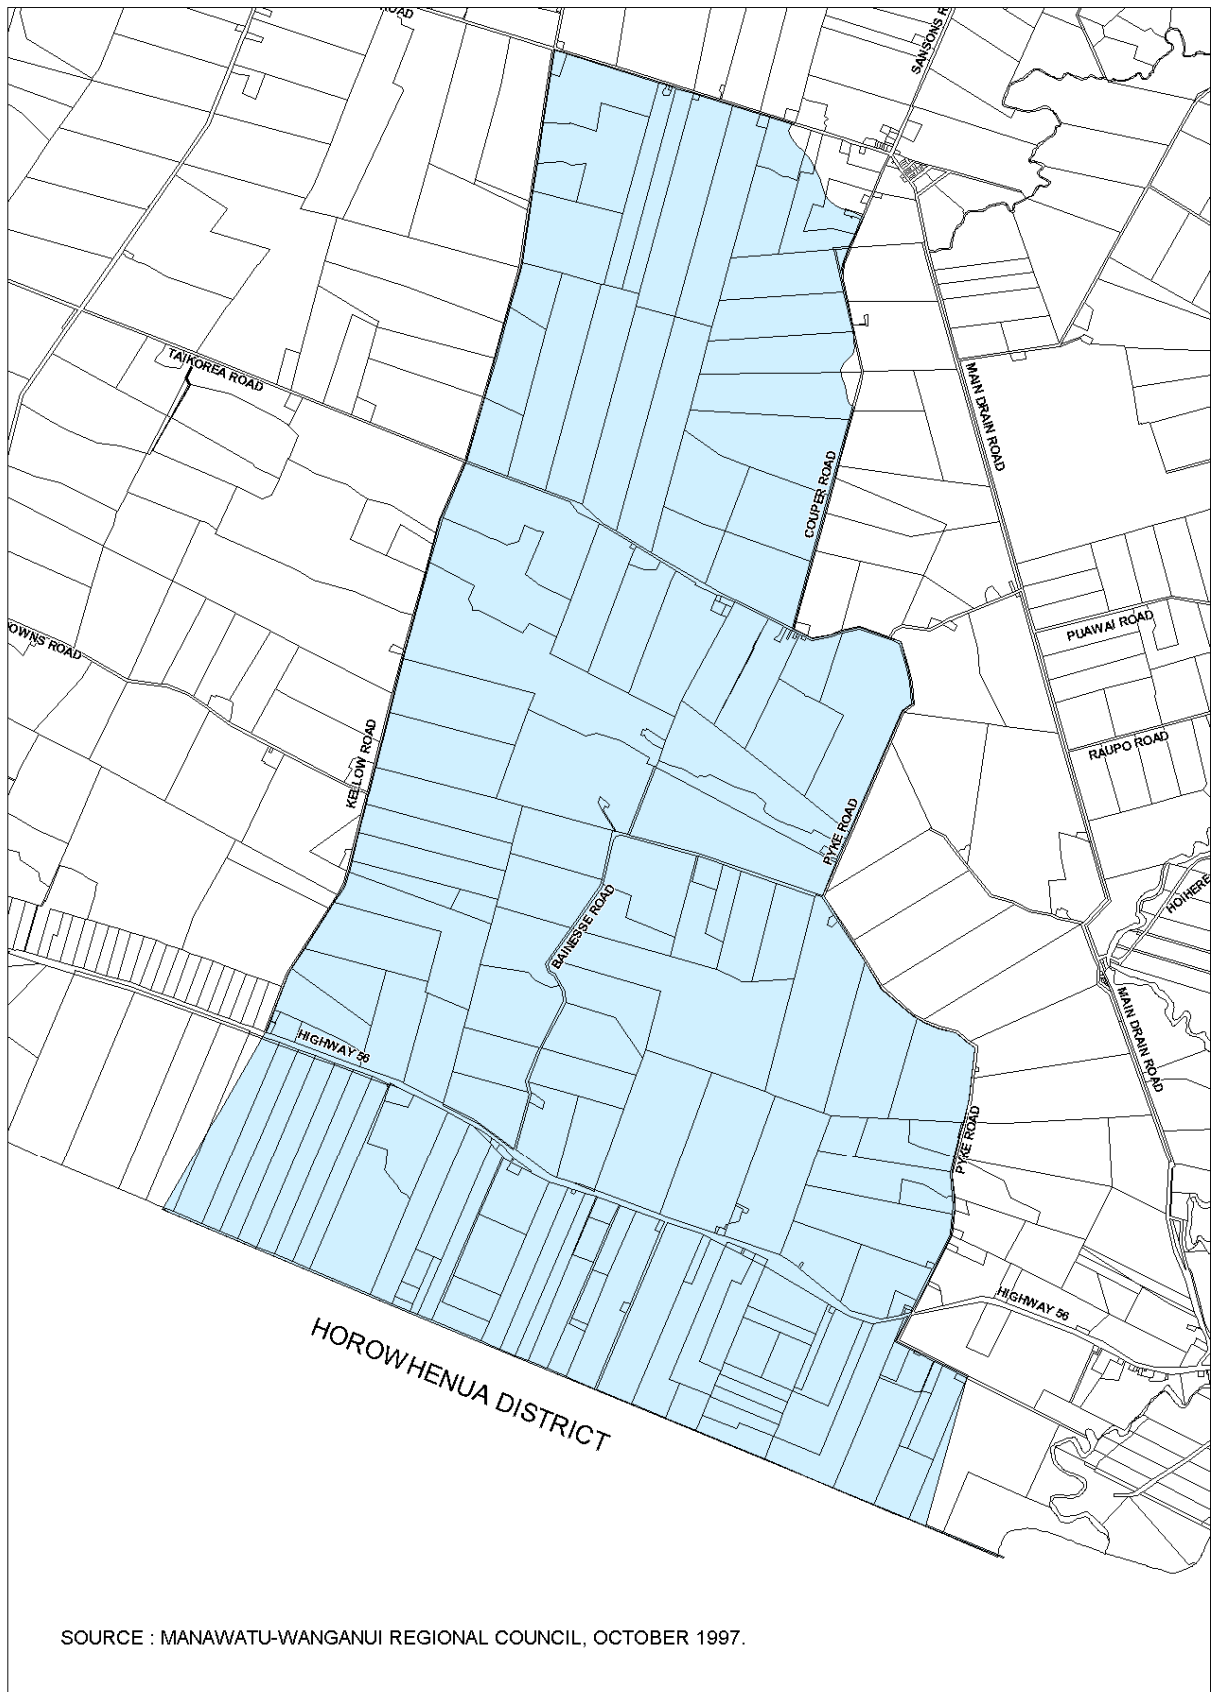 OAD
SANSONS R
TAIKOREA ROAD
MAIN DRAIN ROAD
COUPER ROAD
PUAWAI ROAD
OWNS ROAD
RAUPO ROAD
KELLOW ROAD
PYKE ROAD
HOIHERE
BAINESSE ROAD
MAIN DRAIN ROAD
HIGHWAY 56
PYKE ROAD
HIGHWAY 56
HOROWHENUA DISTRICT
SOURCE : MANAWATU-WANGANUI REGIONAL COUNCIL, OCTOBER 1997.